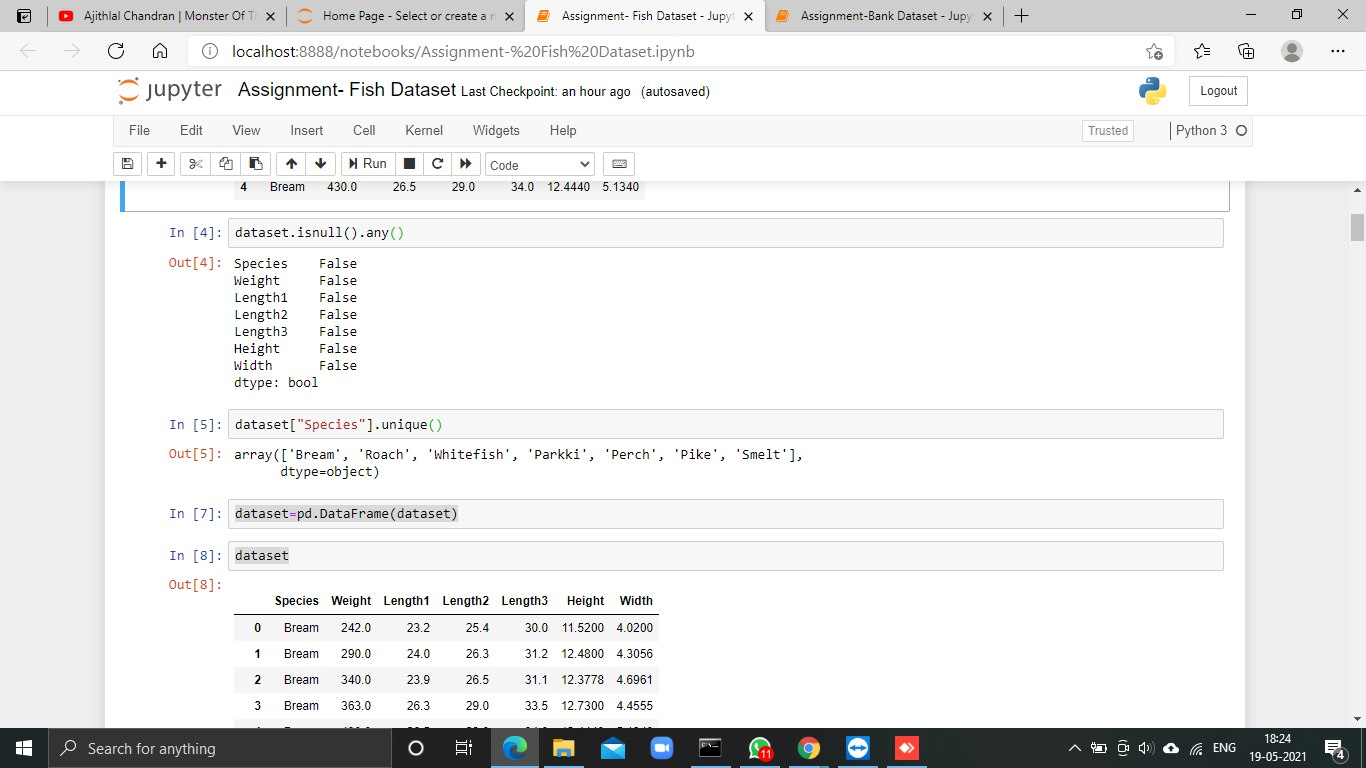 Ajithlal Chandran | Monster Of Th
Home Page - Select or create a n
Assignment- Fish Dataset - Jupyt
Assignment-Bank Dataset - Jupy
localhost:8888/notebooks/Assignment-%20Fish%20Dataset.ipynb
jupyter Assignment- Fish Dataset Last Checkpoint: an hour ago (autosaved)
Logout
File Edit View Insert Cell Kernel Widgets Help Trusted Python 3
Run Code
4 Bream 430.0 26.5 29.0 34.0 12.4440 5.1340
In [4]: dataset.isnull().any()
Out[4]: Species False
Weight False
Length1 False
Length2 False
Length3 False
Height False
Width False
dtype: bool
In [5]: dataset["Species"].unique()
Out[5]: array(['Bream', 'Roach', 'Whitefish', 'Parkki', 'Perch', 'Pike', 'Smelt'],
dtype=object)
In [7]: dataset=pd.DataFrame(dataset)
In [8]: dataset
Out[8]:
Species Weight Length1 Length2 Length3 Height Width
0 Bream 242.0 23.2 25.4 30.0 11.5200 4.0200
1 Bream 290.0 24.0 26.3 31.2 12.4800 4.3056
2 Bream 340.0 23.9 26.5 31.1 12.3778 4.6961
3 Bream 363.0 26.3 29.0 33.5 12.7300 4.4555
Search for anything
11
ENG
18:24
19-05-2021
4